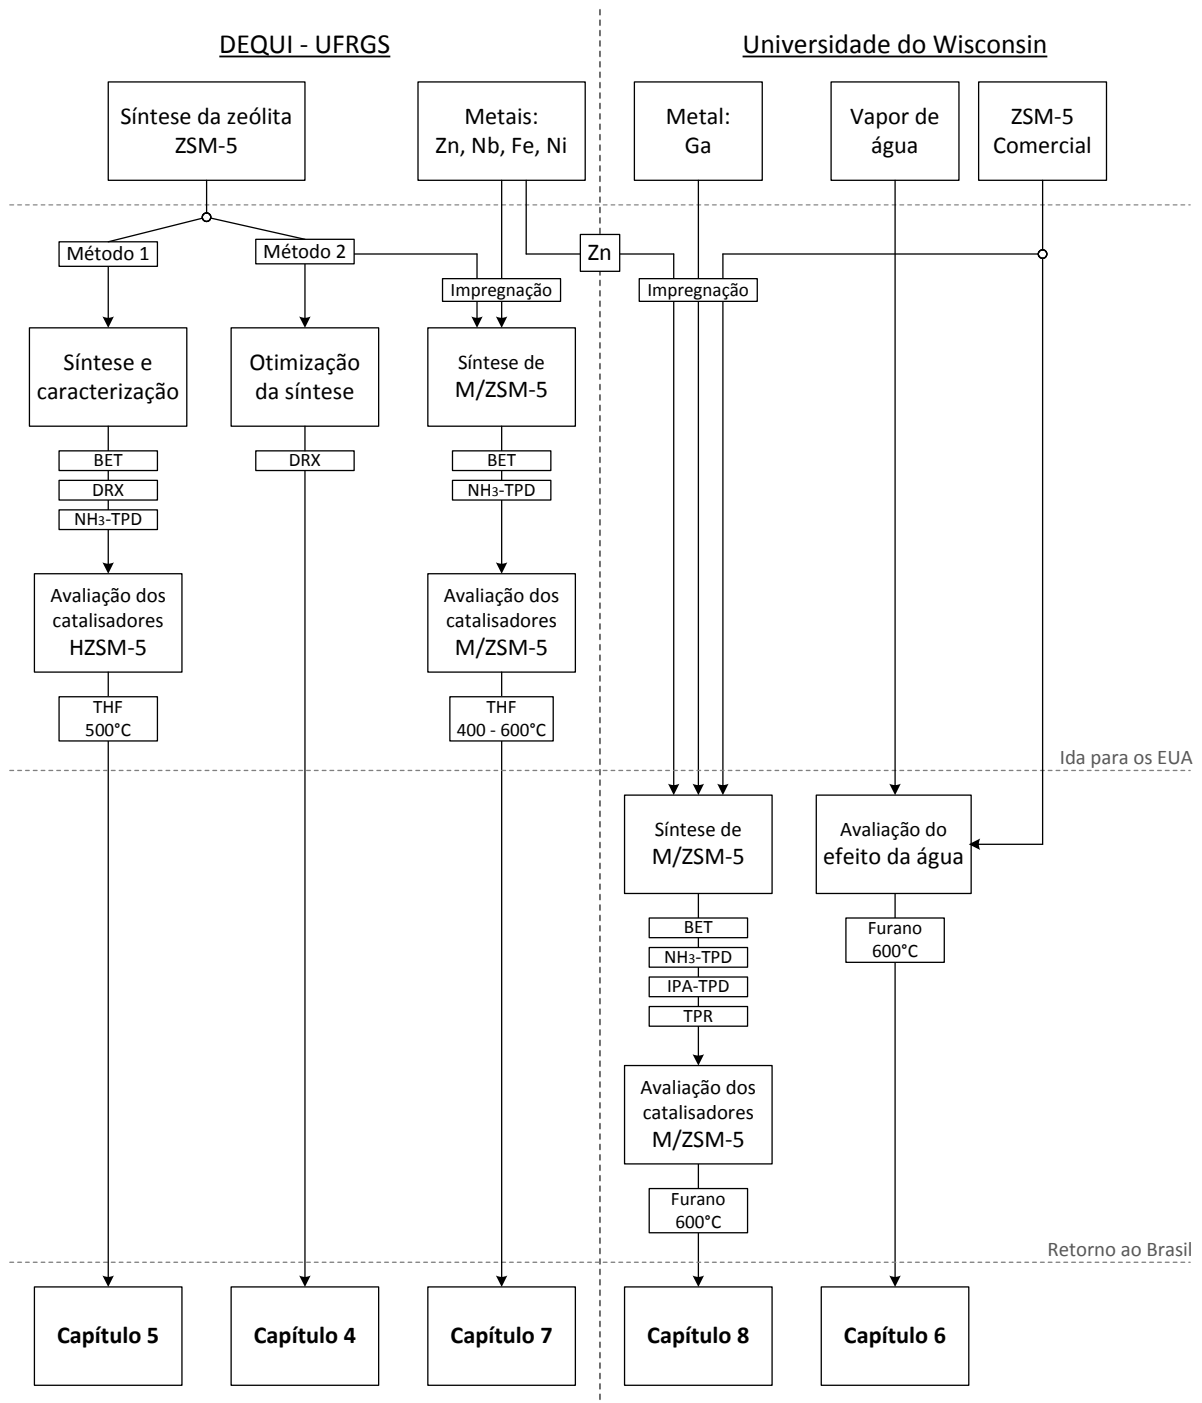 DEQUI - UFRGS
Universidade do Wisconsin
Síntese da zeólita
ZSM-5
Metais:
Zn, Nb, Fe, Ni
Metal:
Ga
Vapor de
água
ZSM-5
Comercial
Método 1
Método 2
Zn
Impregnação
Impregnação
Síntese e
caracterização
Otimização
da síntese
Síntese de
M/ZSM-5
BET
DRX
NH3-TPD
DRX
BET
NH3-TPD
Avaliação dos
catalisadores
HZSM-5
Avaliação dos
catalisadores
M/ZSM-5
THF
500°C
THF
400 - 600°C
Ida para os EUA
Síntese de
M/ZSM-5
Avaliação do
efeito da água
BET
NH3-TPD
IPA-TPD
TPR
Furano
600°C
Avaliação dos
catalisadores
M/ZSM-5
Furano
600°C
Retorno ao Brasil
Capítulo 5
Capítulo 4
Capítulo 7
Capítulo 8
Capítulo 6